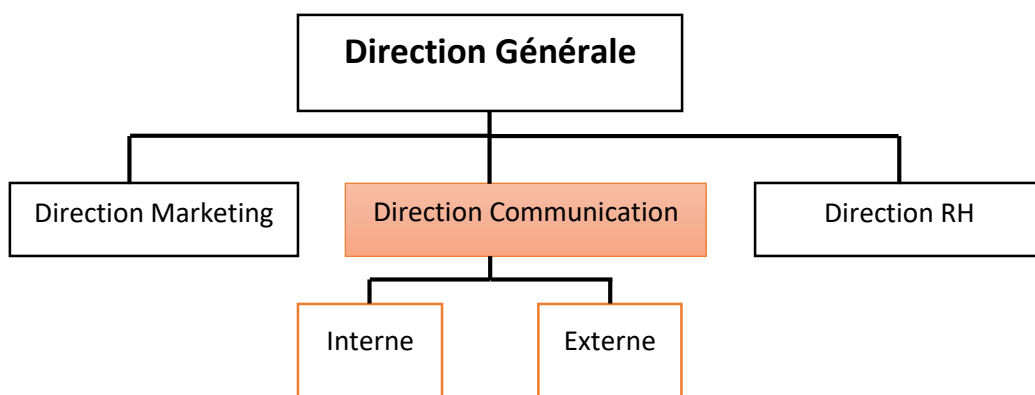 Direction Générale
Direction Marketing
Direction Communication
Direction RH
Interne
Externe